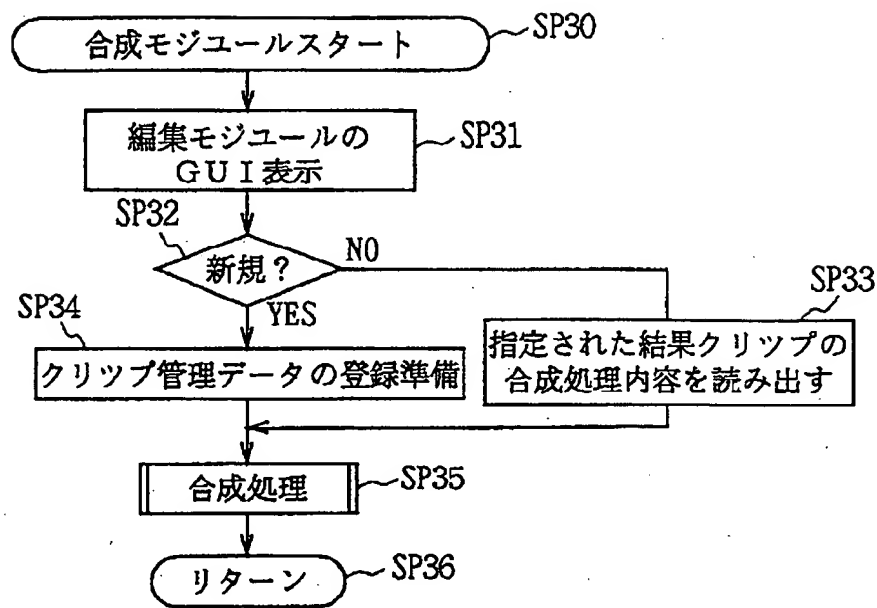 合成モジユールスタート
SP30
編集モジユールの
GUI表示
SP31
SP32
新規？
NO
YES
SP33
指定された結果クリツプの
合成処理内容を読み出す
SP34
クリツプ管理データの登録準備
合成処理
SP35
リターン
SP36